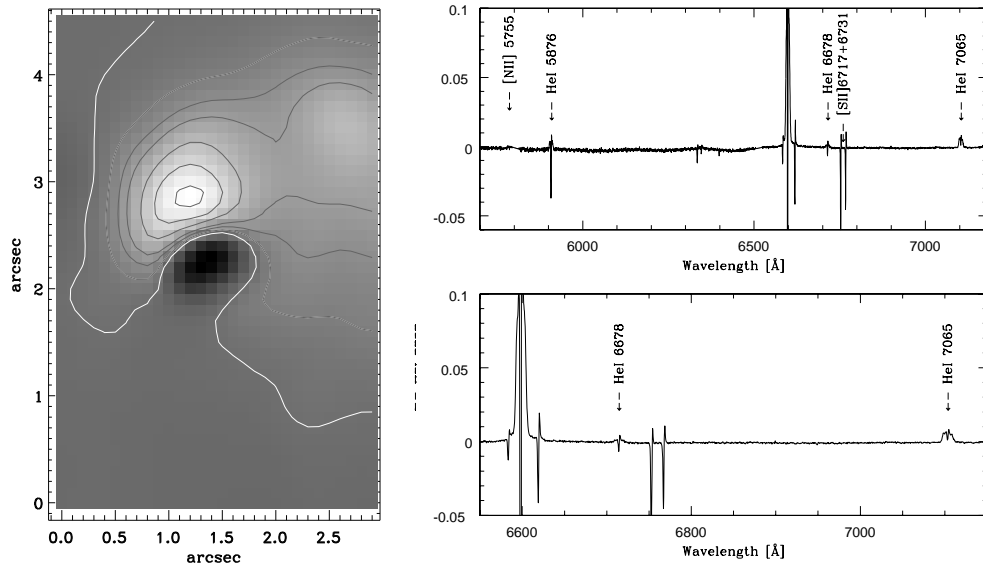 4
3
2
1
0
arcsec
0.0 0.5 1.0 1.5 2.0 2.5
arcsec
0.1
0.05
0
-0.05
[NII] 5755
HeI 5876
HeI 6678
[SII]6717+6731
HeI 7065
6000 6500 7000
Wavelength [Å]
0.1
0.05
0
-0.05
HeI 6678
HeI 7065
6600 6800 7000
Wavelength [Å]